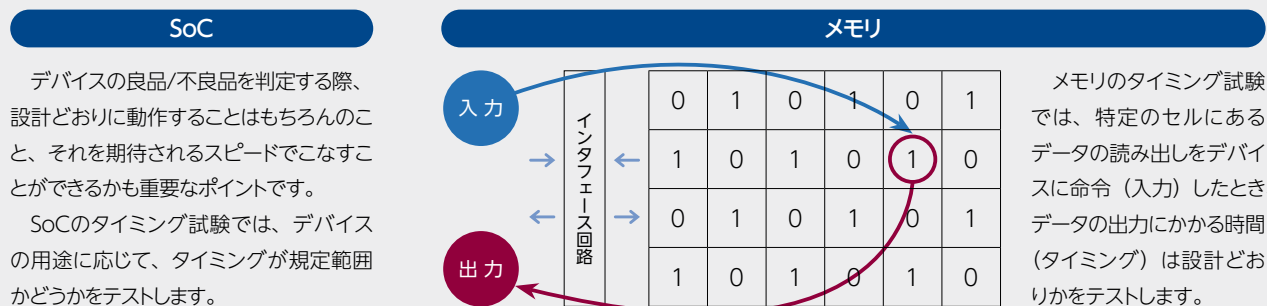 SoC
デバイスの良品/不良品を判定する際、
設計どおりに動作することはもちろんのこ
と、それを期待されるスピードでこなすこ
とができるかも重要なポイントです。
SoCのタイミング試験では、デバイス
の用途に応じて、タイミングが規定範囲
かどうかをテストします。
メモリ
入力
出力
インタフェース回路
0 1 0 1 0 1
1 0 1 0 1 0
0 1 0 1 0 1
1 0 1 0 1 0
メモリのタイミング試験
では、特定のセルにある
データの読み出しをデバイ
スに命令（入力）したとき
データの出力にかかる時間
（タイミング）は設計どお
りかをテストします。